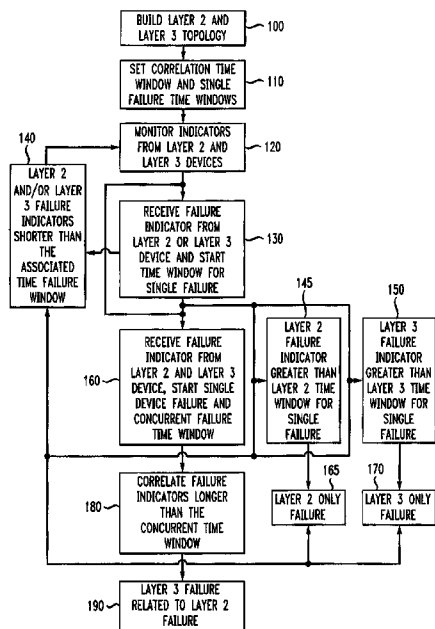 BUILD LAYER 2 AND
LAYER 3 TOPOLOGY
100
SET CORRELATION TIME
WINDOW AND SINGLE
FAILURE TIME WINDOWS
110
MONITOR INDICATORS
FROM LAYER 2 AND
LAYER 3 DEVICES
120
140
LAYER 2
AND/OR LAYER
3 FAILURE
INDICATORS
SHORTER THAN
THE
ASSOCIATED
TIME FAILURE
WINDOW
RECEIVE FAILURE
INDICATOR FROM
LAYER 2 OR LAYER 3
DEVICE AND START
TIME WINDOW FOR
SINGLE FAILURE
130
145
LAYER 2
FAILURE
INDICATOR
GREATER THAN
LAYER 2 TIME
WINDOW FOR
SINGLE
FAILURE
150
LAYER 3
FAILURE
INDICATOR
GREATER THAN
LAYER 3 TIME
WINDOW FOR
SINGLE
FAILURE
160
RECEIVE FAILURE
INDICATOR FROM
LAYER 2 AND LAYER 3
DEVICE, START SINGLE
DEVICE FAILURE AND
CONCURRENT FAILURE
TIME WINDOW
165
LAYER 2 ONLY
FAILURE
170
LAYER 3 ONLY
FAILURE
180
CORRELATE FAILURE
INDICATORS LONGER
THAN THE
CONCURRENT TIME
WINDOW
190
LAYER 3 FAILURE
RELATED TO LAYER 2
FAILURE